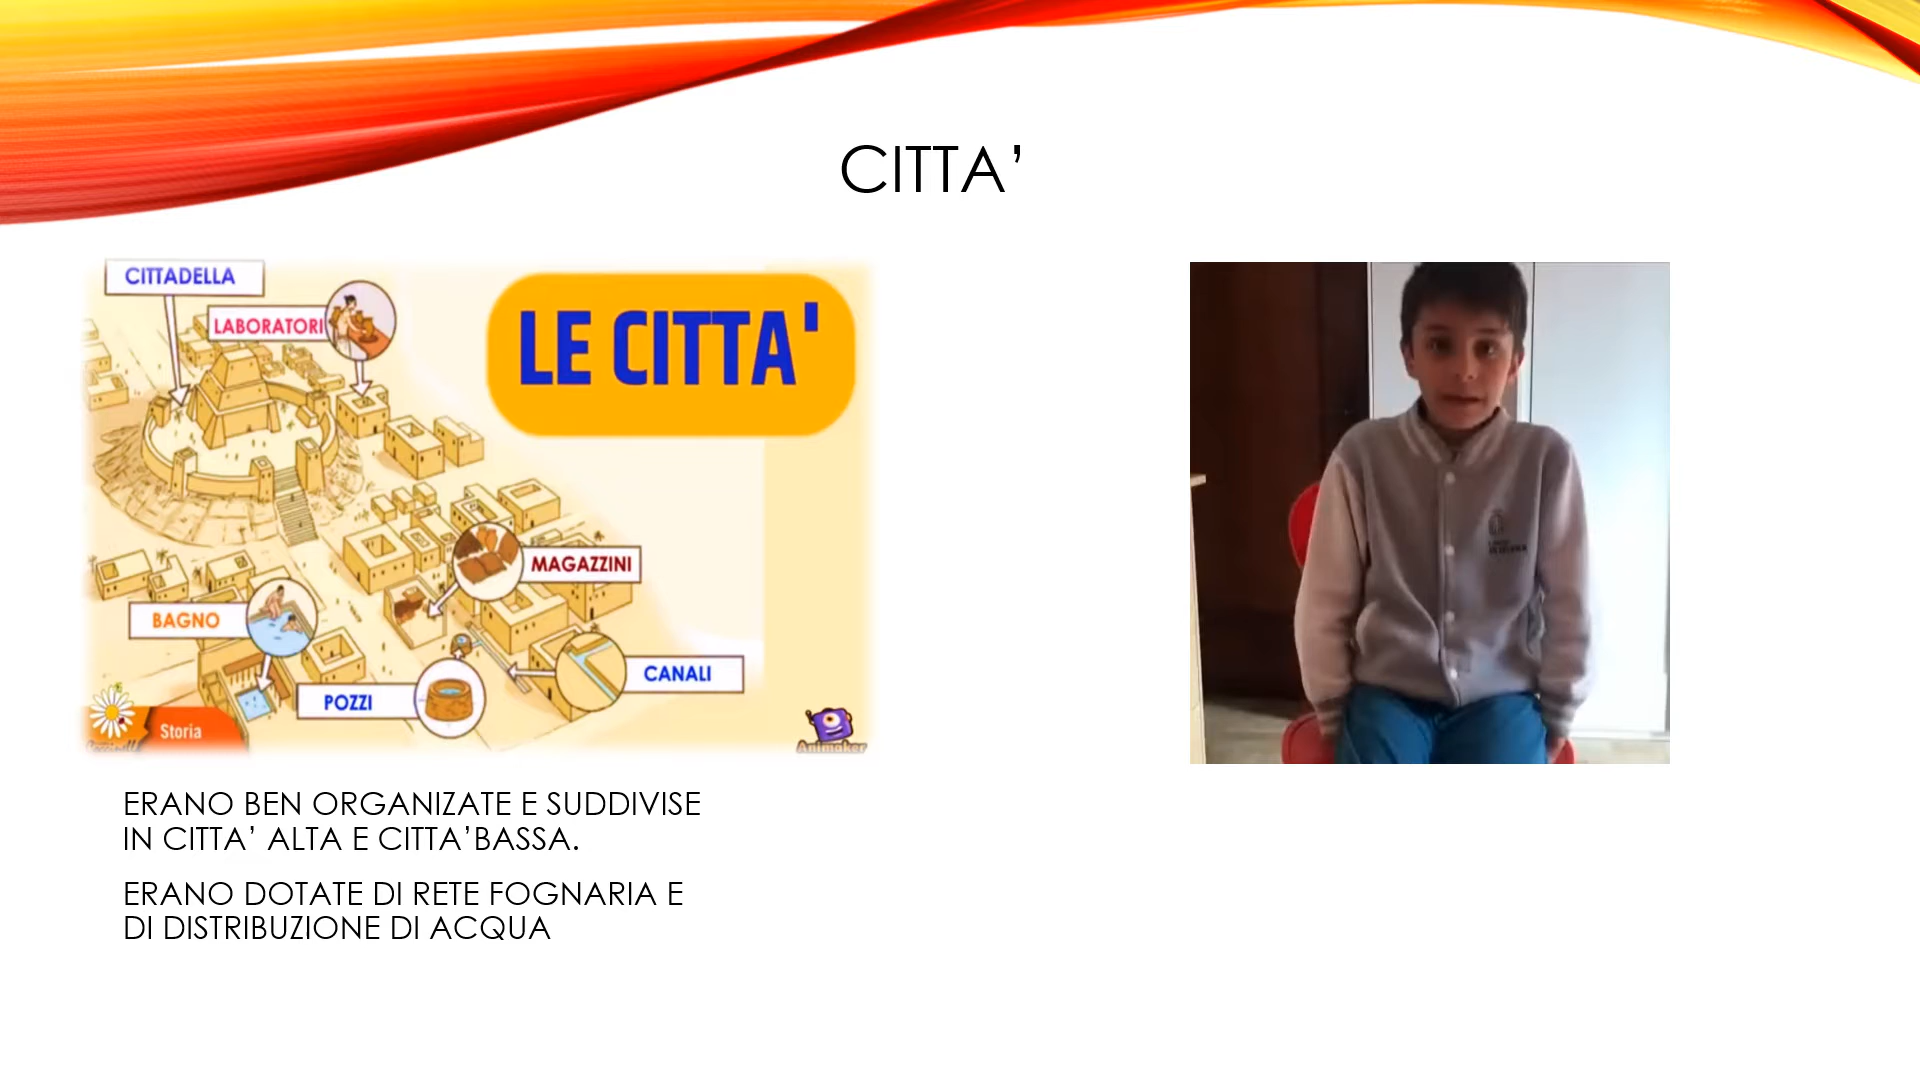 CITTA’
CITTADELLA
LABORATORI
LE CITTA'
MAGAZZINI
BAGNO
CANALI
POZZI
Storia
Animaker
ERANO BEN ORGANIZATE E SUDDIVISE
IN CITTA’ ALTA E CITTA’BASSA.
ERANO DOTATE DI RETE FOGNARIA E
DI DISTRIBUZIONE DI ACQUA